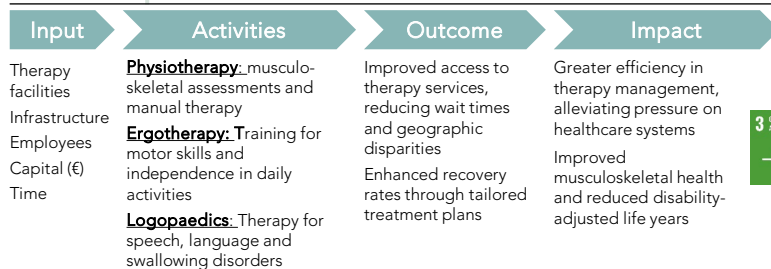 Input
Activities
Outcome
Impact
Therapy
facilities
Infrastructure
Employees
Capital (€)
Time
Physiotherapy: musculo-
skeletal assessments and
manual therapy
Ergotherapy: Training for
motor skills and
independence in daily
activities
Logopaedics: Therapy for
speech, language and
swallowing disorders
Improved access to
therapy services,
reducing wait times
and geographic
disparities
Enhanced recovery
rates through tailored
treatment plans
Greater efficiency in
therapy management,
alleviating pressure on
healthcare systems
Improved
musculoskeletal health
and reduced disability-
adjusted life years
3